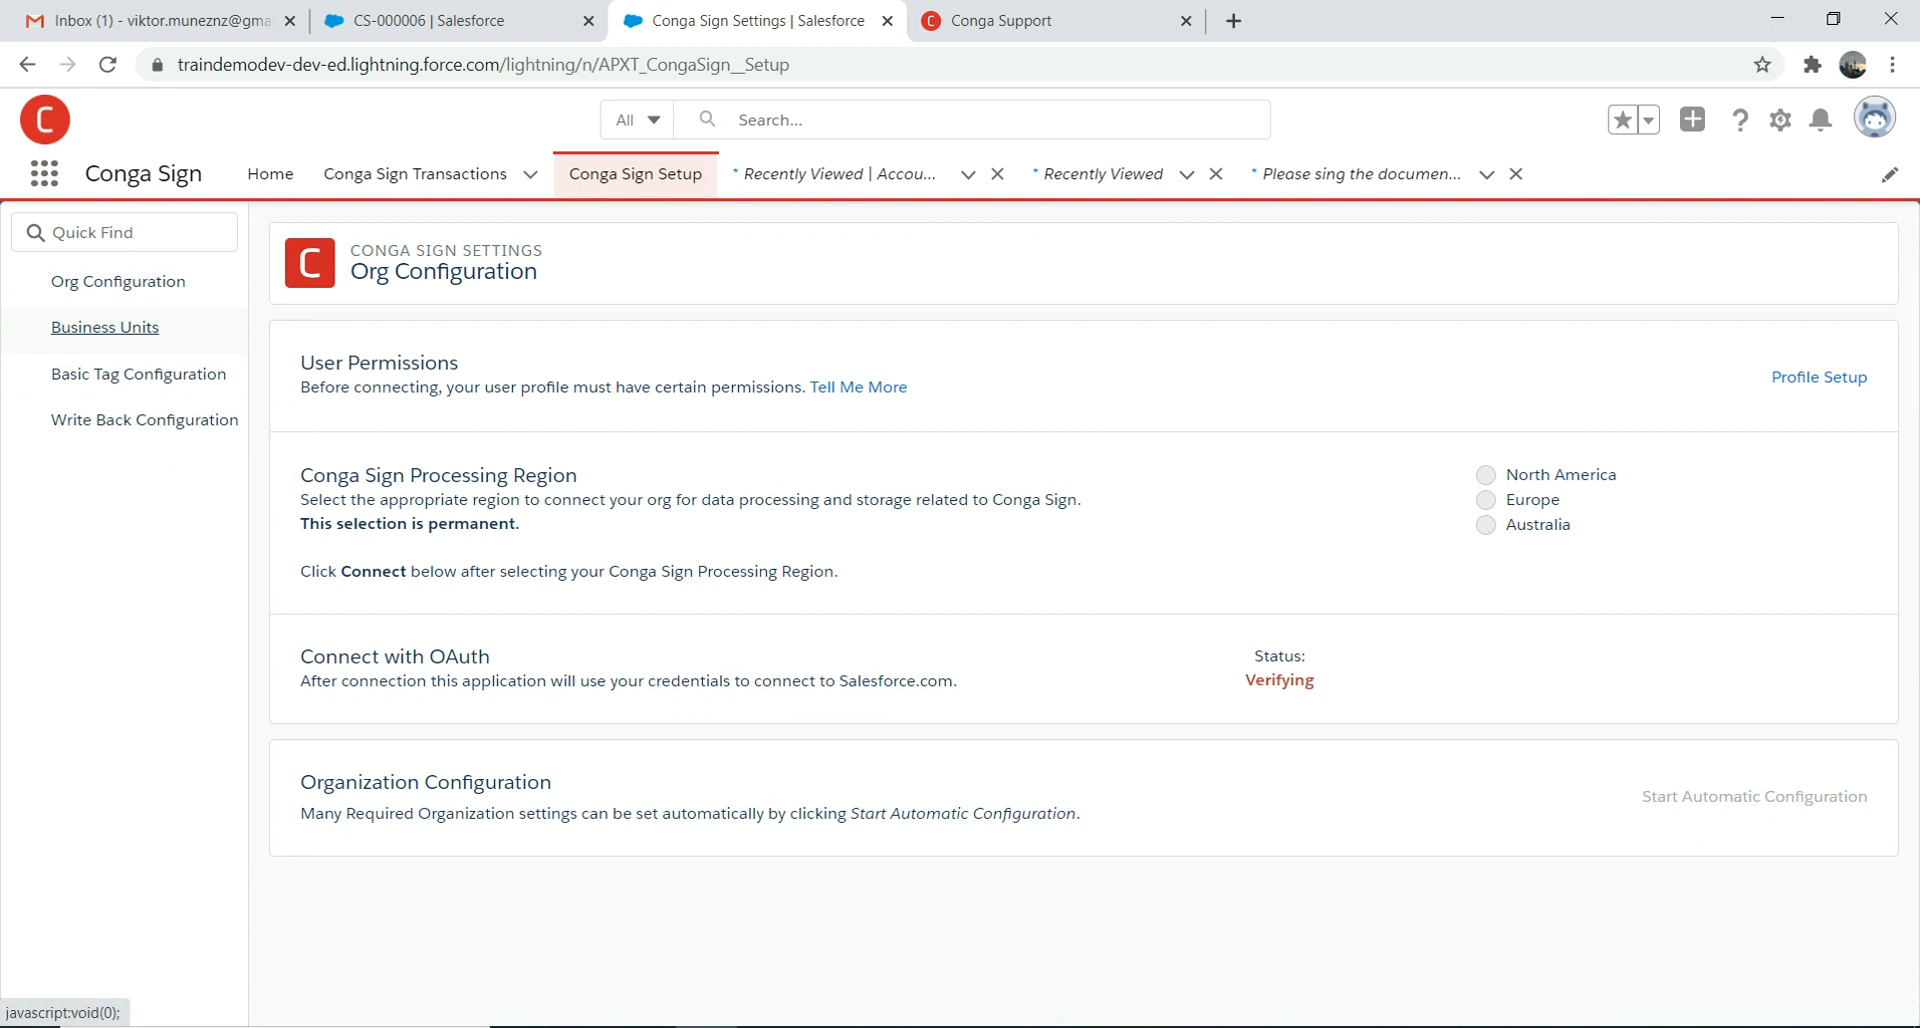 Inbox (1) - viktor.muneznz@gma
CS-000006 | Salesforce
Conga Sign Settings | Salesforce
C
Conga Support
traindemodev-dev-ed.lightning.force.com/lightning/n/APXT_CongaSign__Setup
C
All
Search...
Conga Sign
Home
Conga Sign Transactions
Conga Sign Setup
* Recently Viewed | Accou...
* Recently Viewed
* Please sing the documen...
Quick Find
Org Configuration
Business Units
Basic Tag Configuration
Write Back Configuration
C
CONGA SIGN SETTINGS
Org Configuration
User Permissions
Before connecting, your user profile must have certain permissions. Tell Me More
Profile Setup
Conga Sign Processing Region
Select the appropriate region to connect your org for data processing and storage related to Conga Sign.
This selection is permanent.
Click Connect below after selecting your Conga Sign Processing Region.
North America
Europe
Australia
Connect with OAuth
After connection this application will use your credentials to connect to Salesforce.com.
Status:
Verifying
Organization Configuration
Many Required Organization settings can be set automatically by clicking Start Automatic Configuration.
Start Automatic Configuration
javascript:void(0);